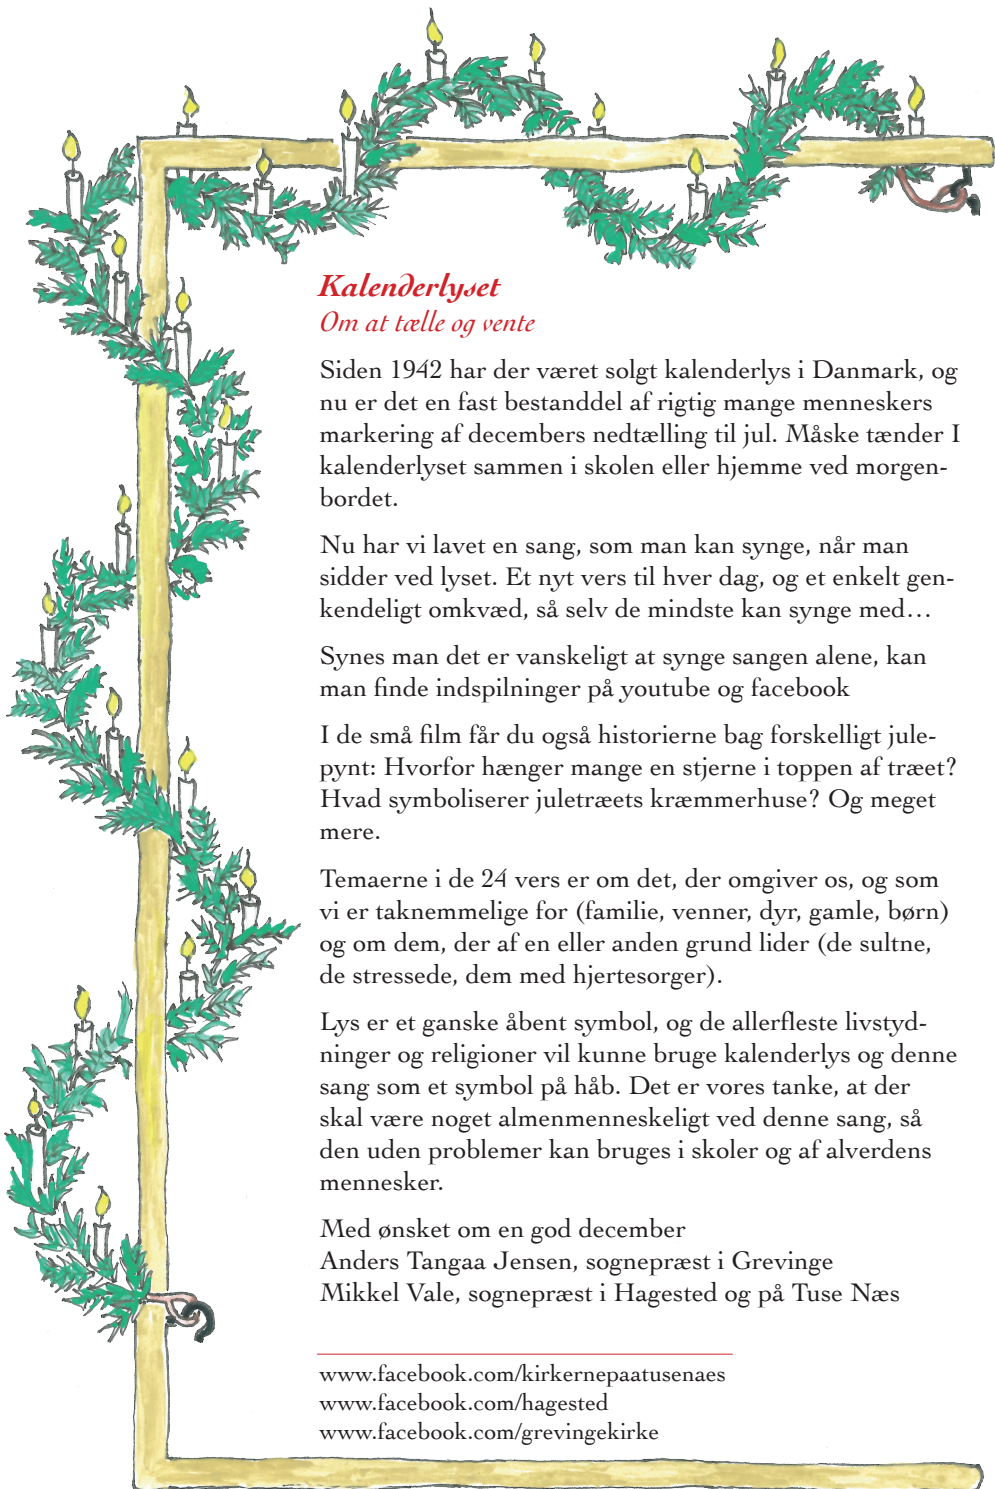 Kalenderlyset
Om at tælle og vente
Siden 1942 har der været solgt kalenderlys i Danmark, og
nu er det en fast bestanddel af rigtig mange menneskers
markering af decembers nedtælling til jul. Måske tænder I
kalenderlyset sammen i skolen eller hjemme ved morgen-
bordet.
Nu har vi lavet en sang, som man kan synge, når man
sidder ved lyset. Et nyt vers til hver dag, og et enkelt gen-
kendeligt omkvæd, så selv de mindste kan synge med…
Synes man det er vanskeligt at synge sangen alene, kan
man finde indspilninger på youtube og facebook
I de små film får du også historierne bag forskelligt jule-
pynt: Hvorfor hænger mange en stjerne i toppen af træet?
Hvad symboliserer juletræets kræmmerhuse? Og meget
mere.
Temaerne i de 24 vers er om det, der omgiver os, og som
vi er taknemmelige for (familie, venner, dyr, gamle, børn)
og om dem, der af en eller anden grund lider (de sultne,
de stressede, dem med hjertesorger).
Lys er et ganske åbent symbol, og de allerfleste livstyd-
ninger og religioner vil kunne bruge kalenderlys og denne
sang som et symbol på håb. Det er vores tanke, at der
skal være noget almenmenneskeligt ved denne sang, så
den uden problemer kan bruges i skoler og af alverdens
mennesker.
Med ønsket om en god december
Anders Tangaa Jensen, sognepræst i Grevinge
Mikkel Vale, sognepræst i Hagested og på Tuse Næs
www.facebook.com/kirkernepaatusenaes
www.facebook.com/hagested
www.facebook.com/grevingekirke